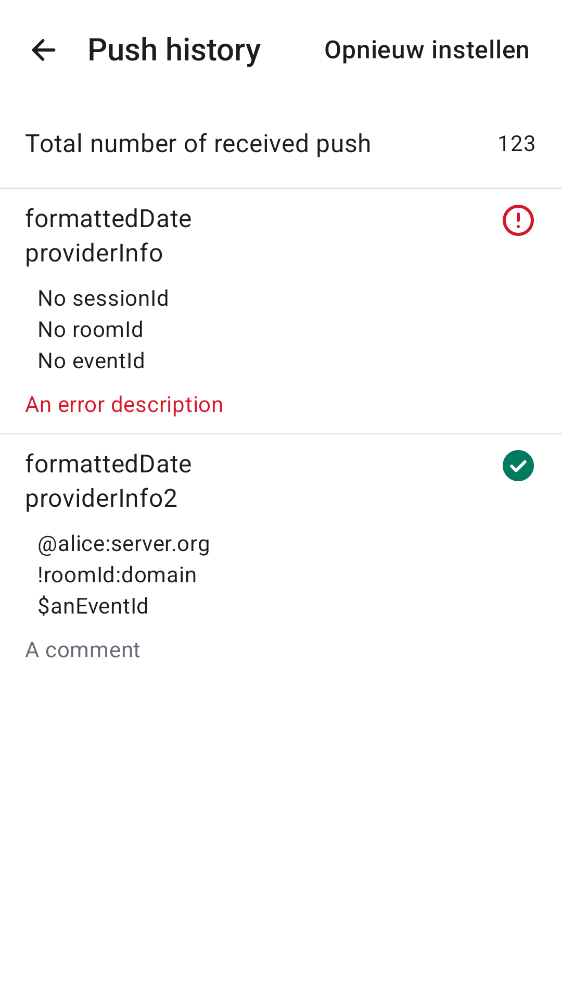 Push history
Opnieuw instellen
Total number of received push
123
formattedDate
providerInfo
No sessionId
No roomId
No eventId
An error description
formattedDate
providerInfo2
@alice:server.org
!roomId:domain
$anEventId
A comment